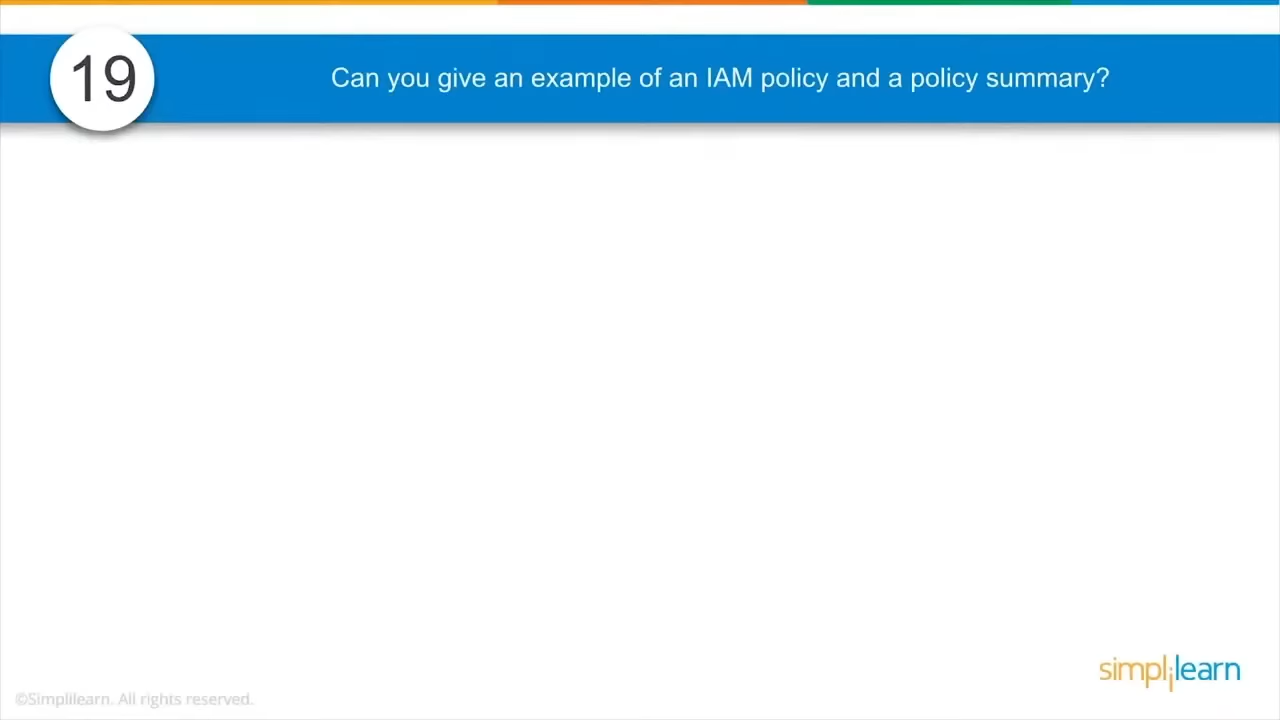 19
Can you give an example of an IAM policy and a policy summary?
simplilearn
©Simplilearn. All rights reserved.